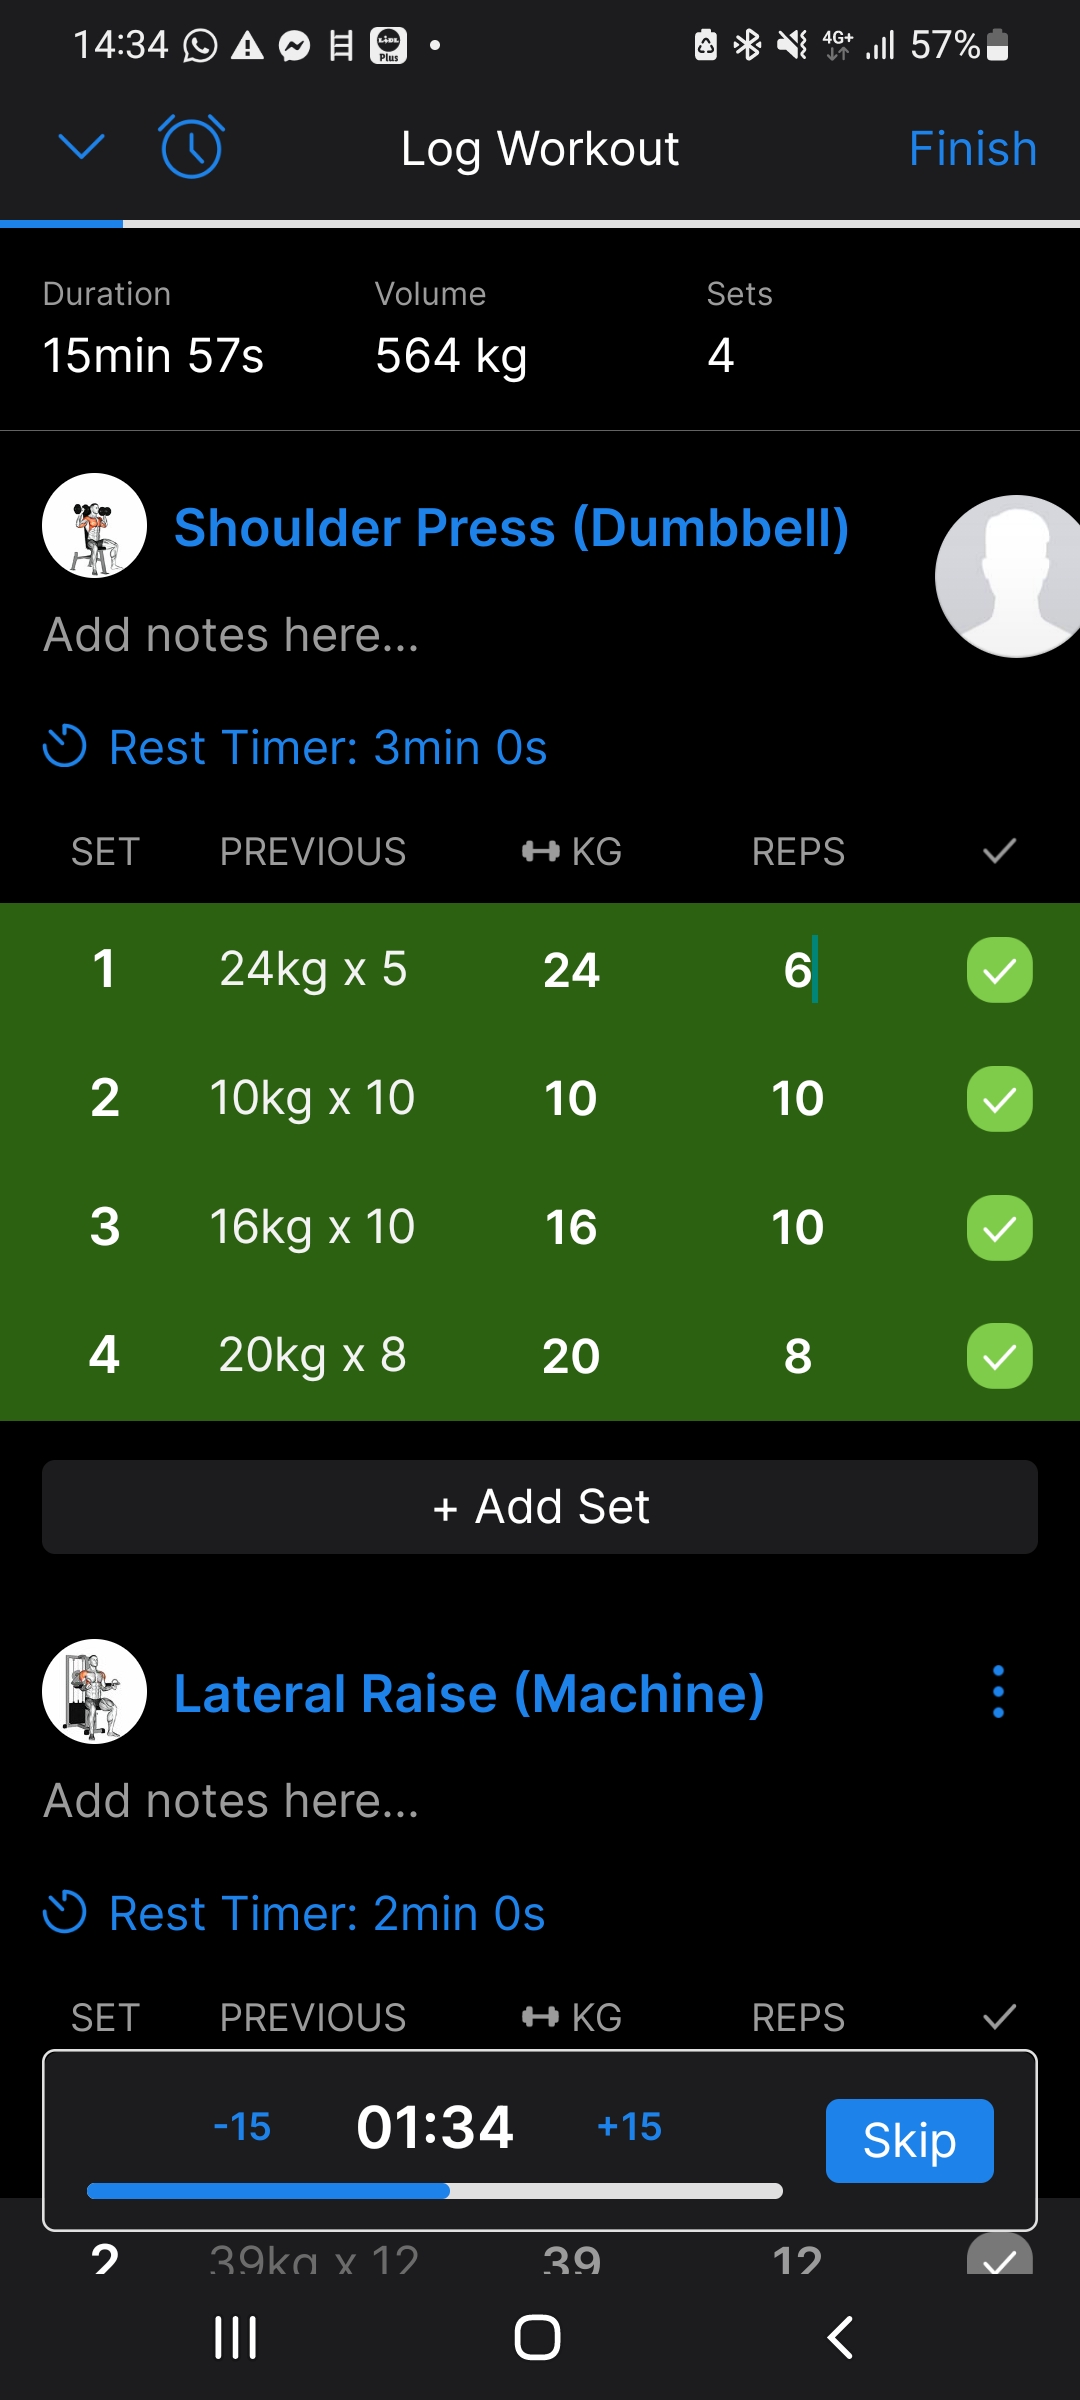 14:34 LIDL Plus 4G+ 57%
Log Workout Finish
Duration Volume Sets
15min 57s 564 kg 4
Shoulder Press (Dumbbell)
Add notes here...
Rest Timer: 3min 0s
SET PREVIOUS KG REPS
1 24kg x 5 24 6
2 10kg x 10 10 10
3 16kg x 10 16 10
4 20kg x 8 20 8
+ Add Set
Lateral Raise (Machine)
Add notes here...
Rest Timer: 2min 0s
SET PREVIOUS KG REPS
-15 01:34 +15 Skip
2 39kg x 12 39 12